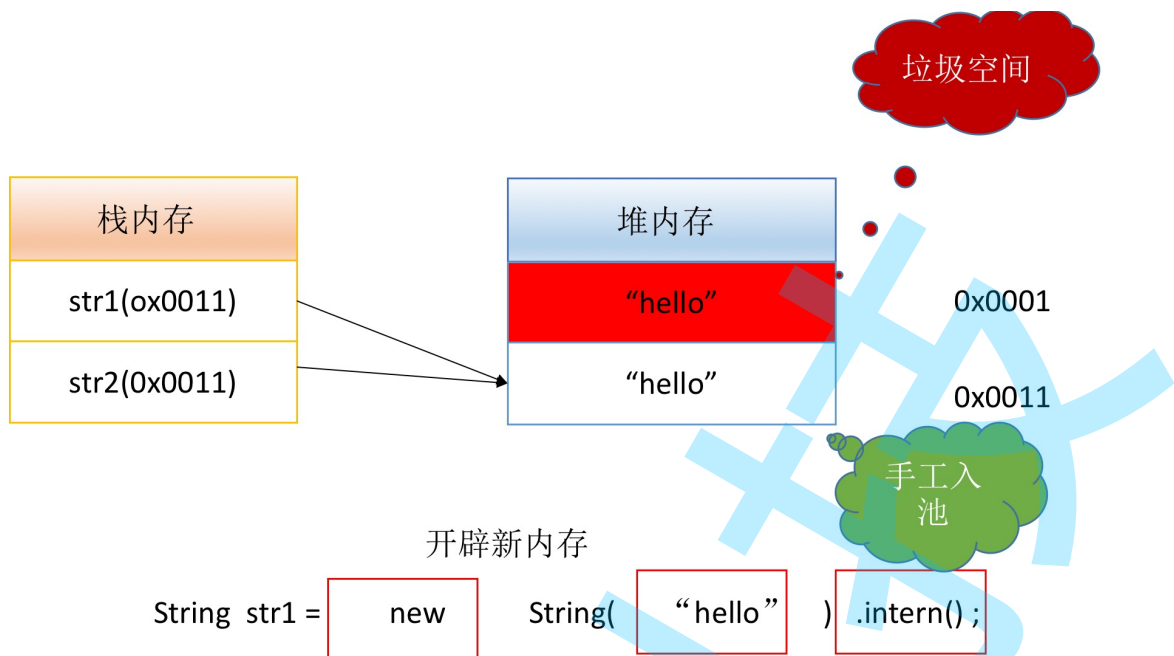 垃圾空间
栈内存
堆内存
str1(ox0011)
“hello”
0x0001
str2(0x0011)
“hello”
0x0011
手工入
池
开辟新内存
String str1 = new String( “hello” ) .intern() ;